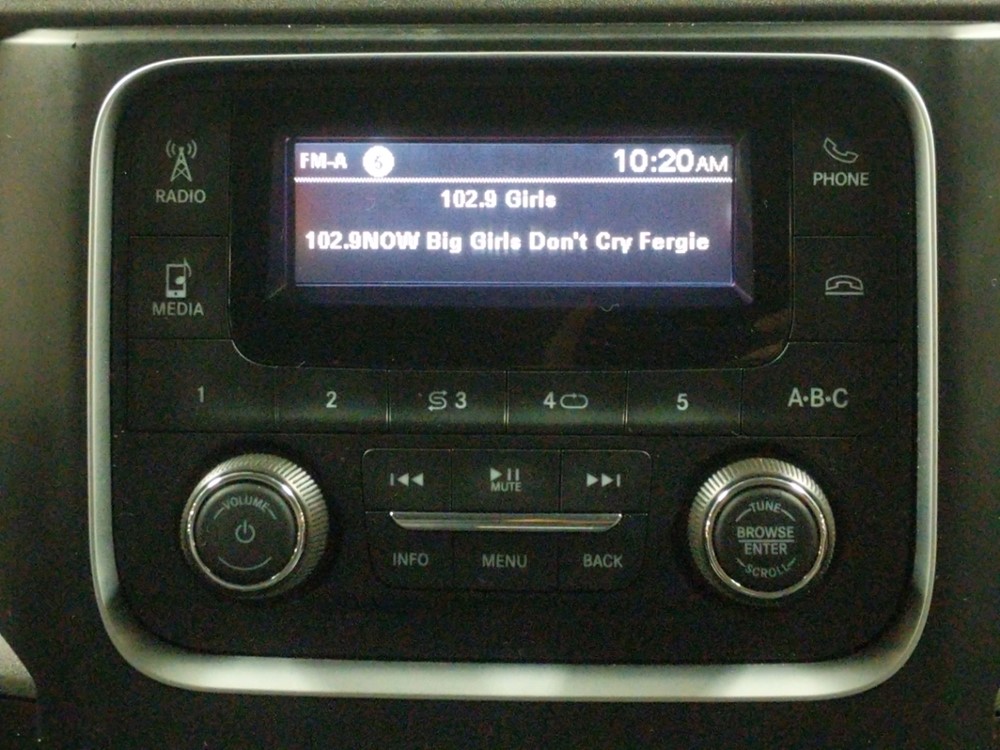 FM-A 10:20AM
102.9 Girls
102.9NOW Big Girls Don't Cry Fergie
RADIO
PHONE
MEDIA
1 2 3 4 5 A·B·C
VOLUME
MUTE
INFO MENU BACK
TUNE
BROWSE
ENTER
SCROLL